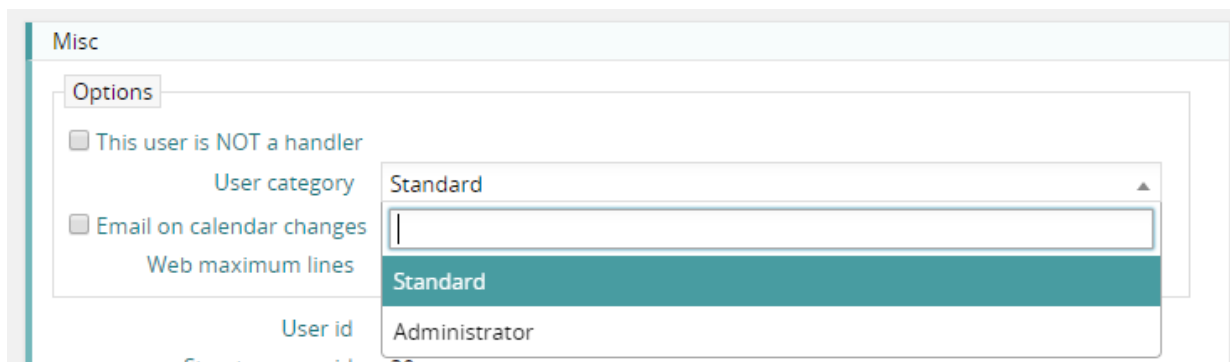 Misc
Options
This user is NOT a handler
User category Standard
Email on calendar changes
Web maximum lines
Standard
User id
Administrator